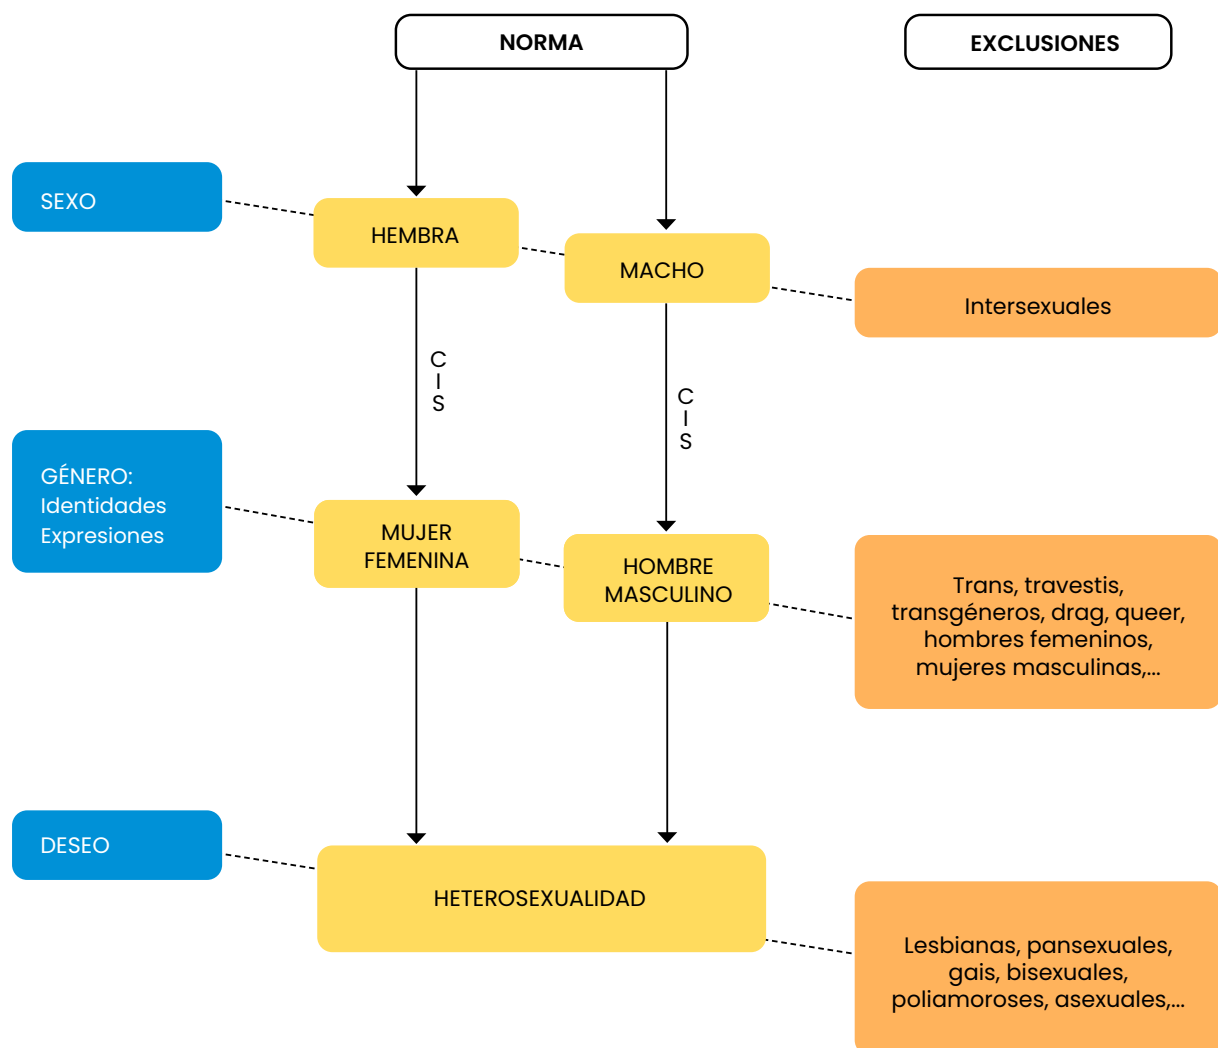 NORMA
EXCLUSIONES
SEXO
HEMBRA
MACHO
Intersexuales
C
I
S
C
I
S
GÉNERO:
Identidades
Expresiones
MUJER
FEMENINA
HOMBRE
MASCULINO
Trans, travestis,
transgéneros, drag, queer,
hombres femeninos,
mujeres masculinas,...
DESEO
HETEROSEXUALIDAD
Lesbianas, pansexuales,
gais, bisexuales,
poliamoroses, asexuales,...